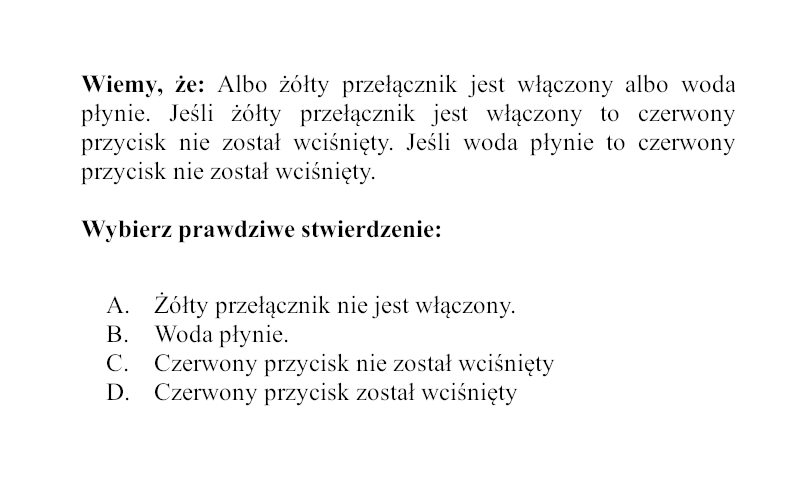 Wiemy, że: Albo żółty przełącznik jest włączony albo woda
płynie. Jeśli żółty przełącznik jest włączony to czerwony
przycisk nie został wciśnięty. Jeśli woda płynie to czerwony
przycisk nie został wciśnięty.
Wybierz prawdziwe stwierdzenie:
A. Żółty przełącznik nie jest włączony.
B. Woda płynie.
C. Czerwony przycisk nie został wciśnięty
D. Czerwony przycisk został wciśnięty